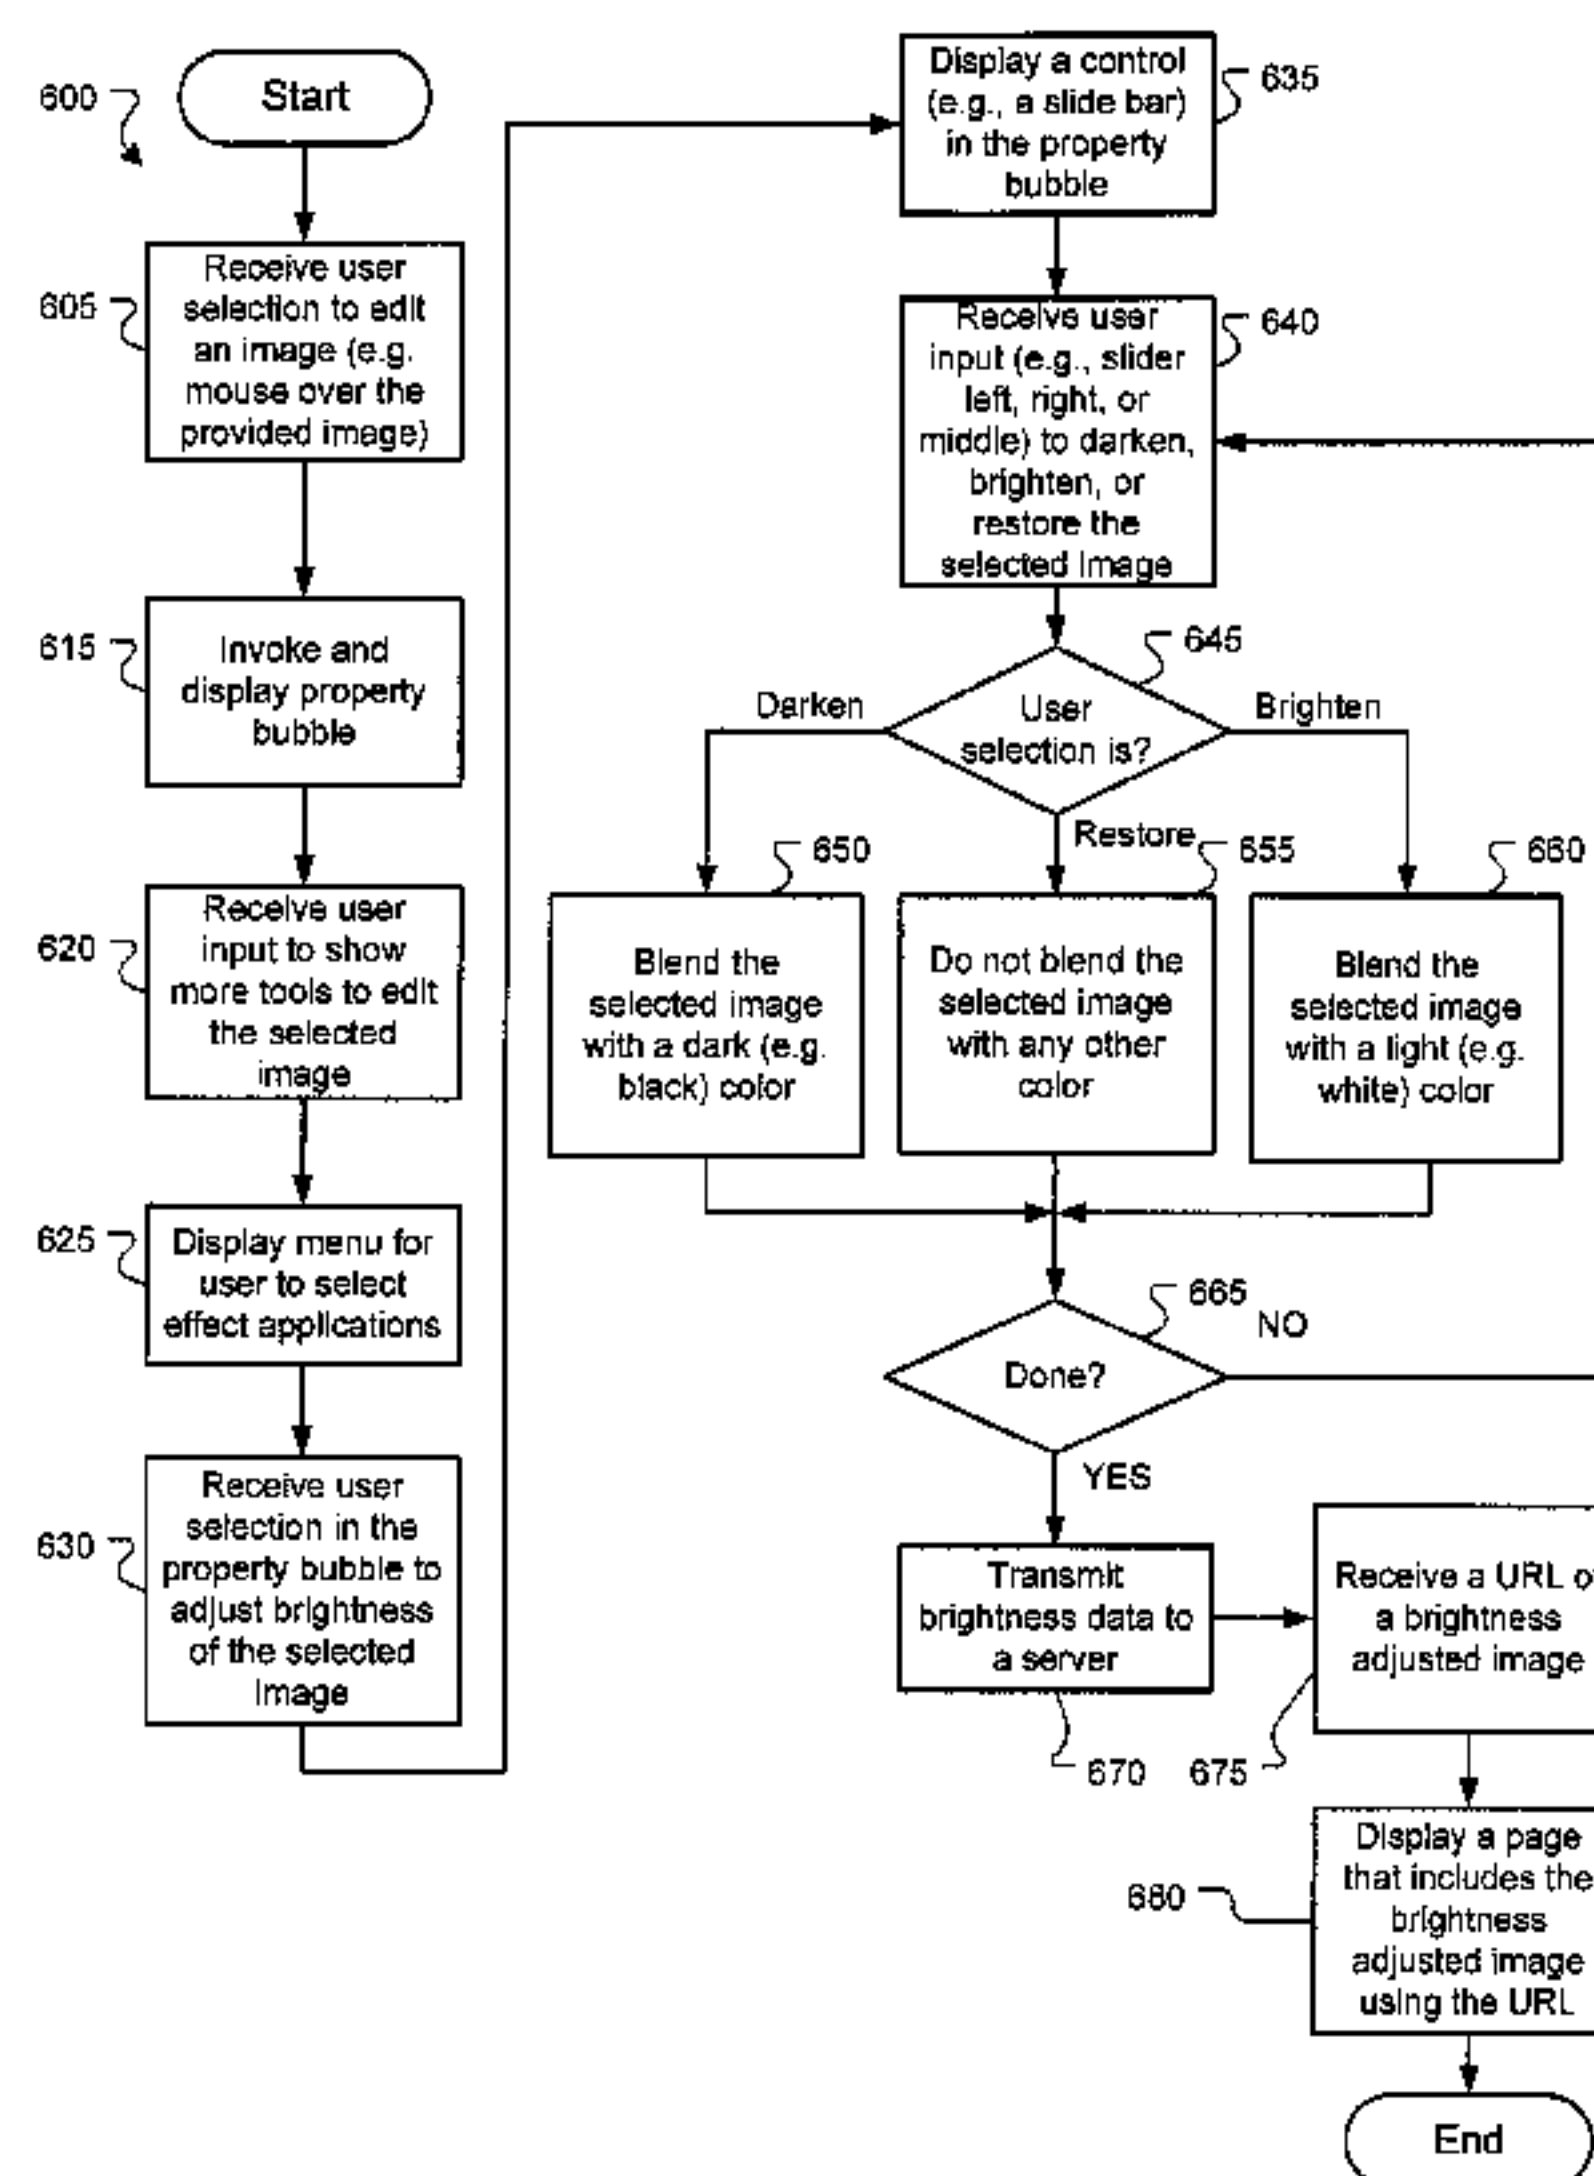 600
Start
605
Receive user
selection to edit
an image (e.g.
mouse over the
provided image)
615
Invoke and
display property
bubble
620
Receive user
input to show
more tools to edit
the selected
image
625
Display menu for
user to select
effect applications
630
Receive user
selection in the
property bubble to
adjust brightness
of the selected
image
Display a control
(e.g., a slide bar)
in the property
bubble
635
Receive user
input (e.g., slider
left, right, or
middle) to darken,
brighten, or
restore the
selected image
640
645
User
selection is?
Darken
Restore
Brighten
650
Blend the
selected image
with a dark (e.g.
black) color
655
Do not blend the
selected image
with any other
color
660
Blend the
selected image
with a light (e.g.
white) color
665
Done?
NO
YES
Transmit
brightness data to
a server
670
Receive a URL of
a brightness
adjusted image
675
Display a page
that includes the
brightness
adjusted image
using the URL
680
End